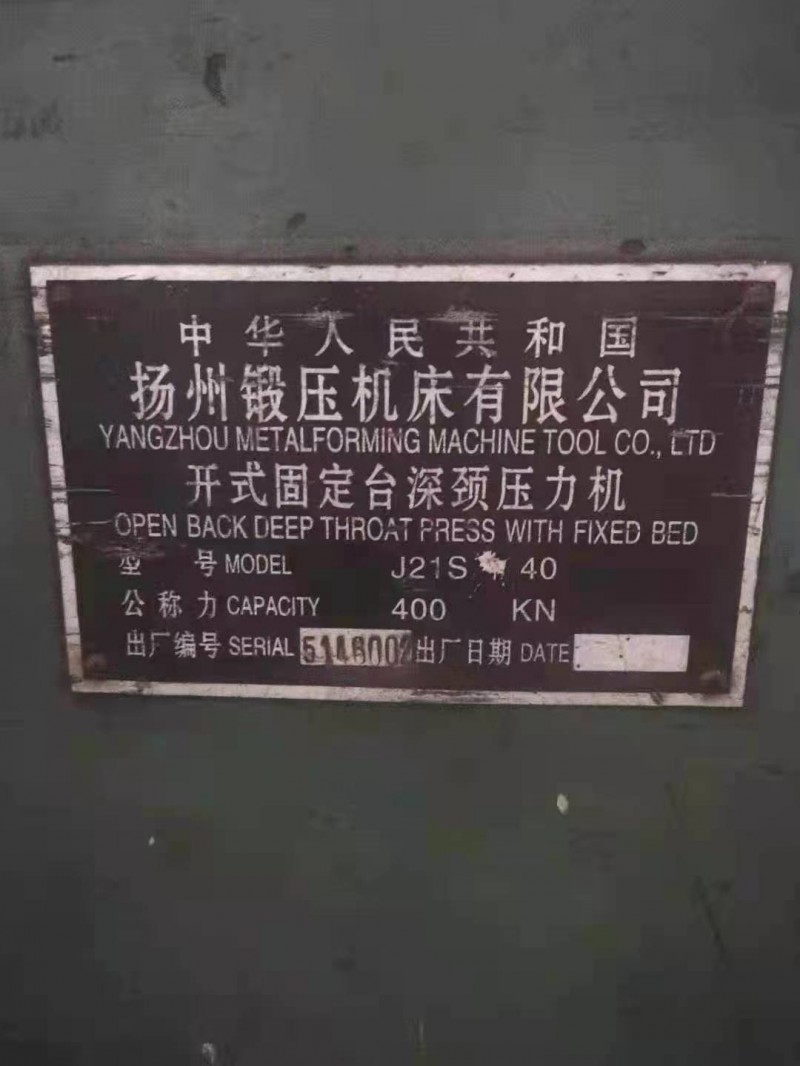 中华人民共和国
扬州锻压机床有限公司
YANGZHOU METALFORMING MACHINE TOOL CO., LTD
开式固定台深颈压力机
OPEN BACK DEEP THROAT PRESS WITH FIXED BED
型 号 MODEL J21S 40
公称力 CAPACITY 400 KN
出厂编号 SERIAL 出厂日期 DATE